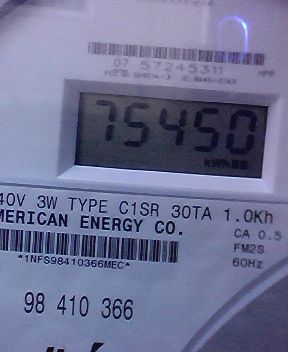 07 57245311
HPP
75450
kWh
40V 3W TYPE C1SR 30TA 1.0Kh
MERICAN ENERGY CO.
CA 0.5
*1NFS98410366MEC*
FM2S
60Hz
98 410 366